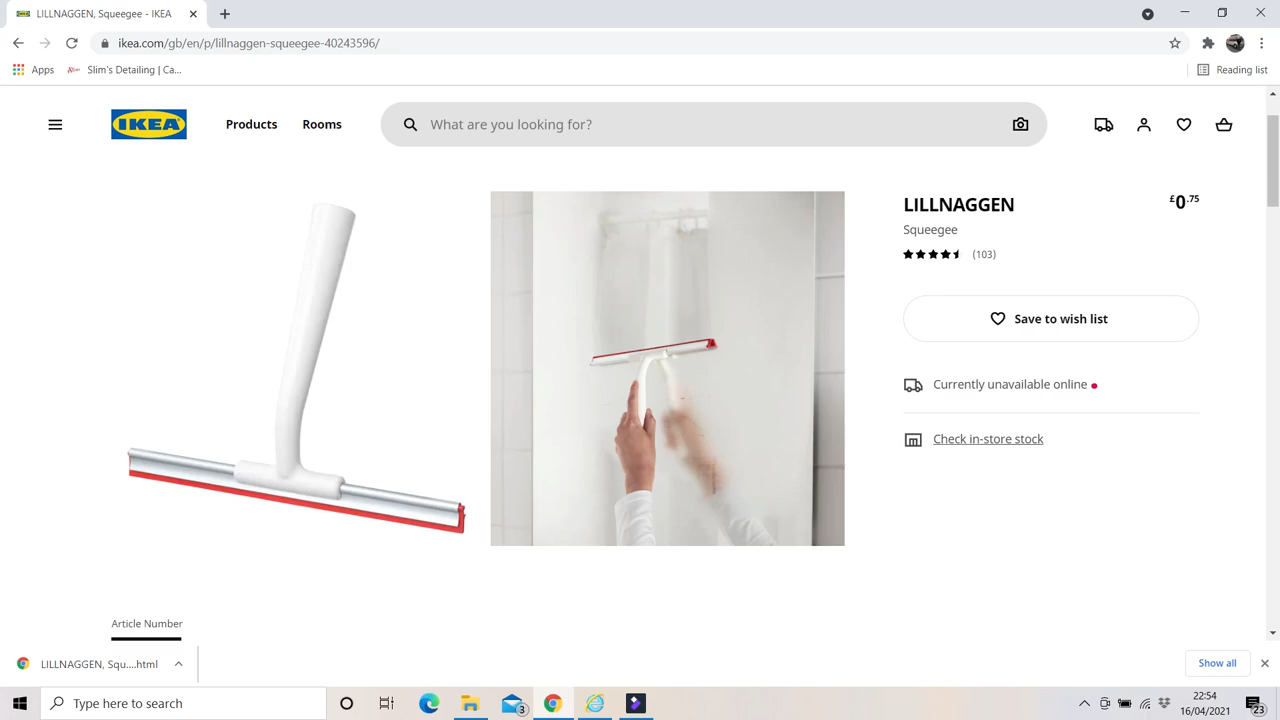 LILLNAGGEN, Squeegee - IKEA
ikea.com/gb/en/p/lillnaggen-squeegee-40243596/
Apps
Slim's Detailing | Ca...
Reading list
IKEA
Products
Rooms
What are you looking for?
LILLNAGGEN
£0.75
Squeegee
(103)
Save to wish list
Currently unavailable online
Check in-store stock
Article Number
LILLNAGGEN, Squ....html
Show all
Type here to search
3
22:54
16/04/2021
23